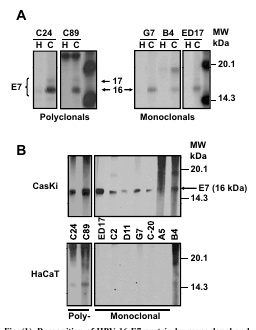 A
C24 C89 G7 B4 ED17 MW
H C H C H C H C H C kDa
20.1
17
E7 16
14.3
Polyclonals Monoclonals
B
MW
kDa
20.1
CasKi E7 (16 kDa)
14.3
C24 C89 ED17 C2 D11 G7 C-20 A5 B4
20.1
HaCaT
14.3
Poly- Monoclonal